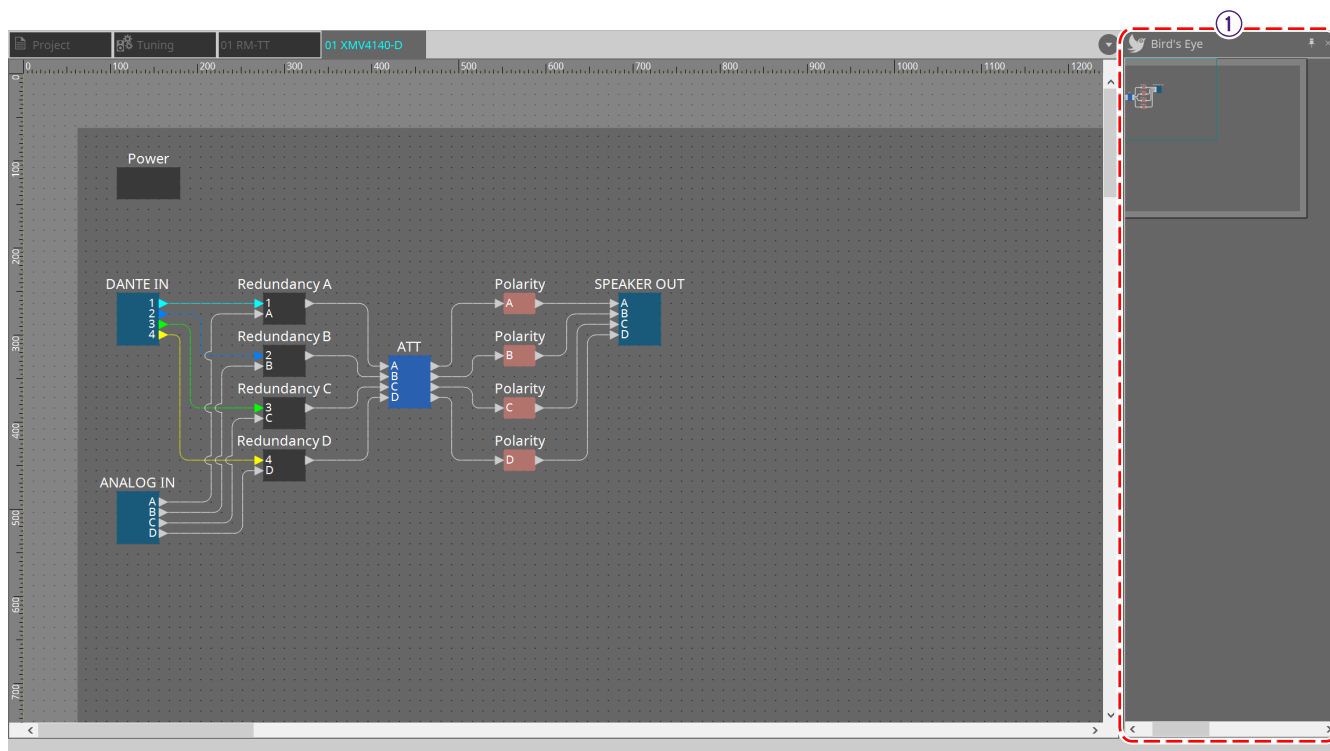 1
Project Tuning 01 RM-TT 01 XMV4140-D Bird's Eye
0 100 200 300 400 500 600 700 800 900 1000 1100 1200
0
100
200
300
400
500
600
700
Power
DANTE IN
1
2
3
4
Redundancy A
1
A
Redundancy B
2
B
Redundancy C
3
C
Redundancy D
4
D
ANALOG IN
A
B
C
D
ATT
A
B
C
D
Polarity
A
Polarity
B
Polarity
C
Polarity
D
SPEAKER OUT
A
B
C
D